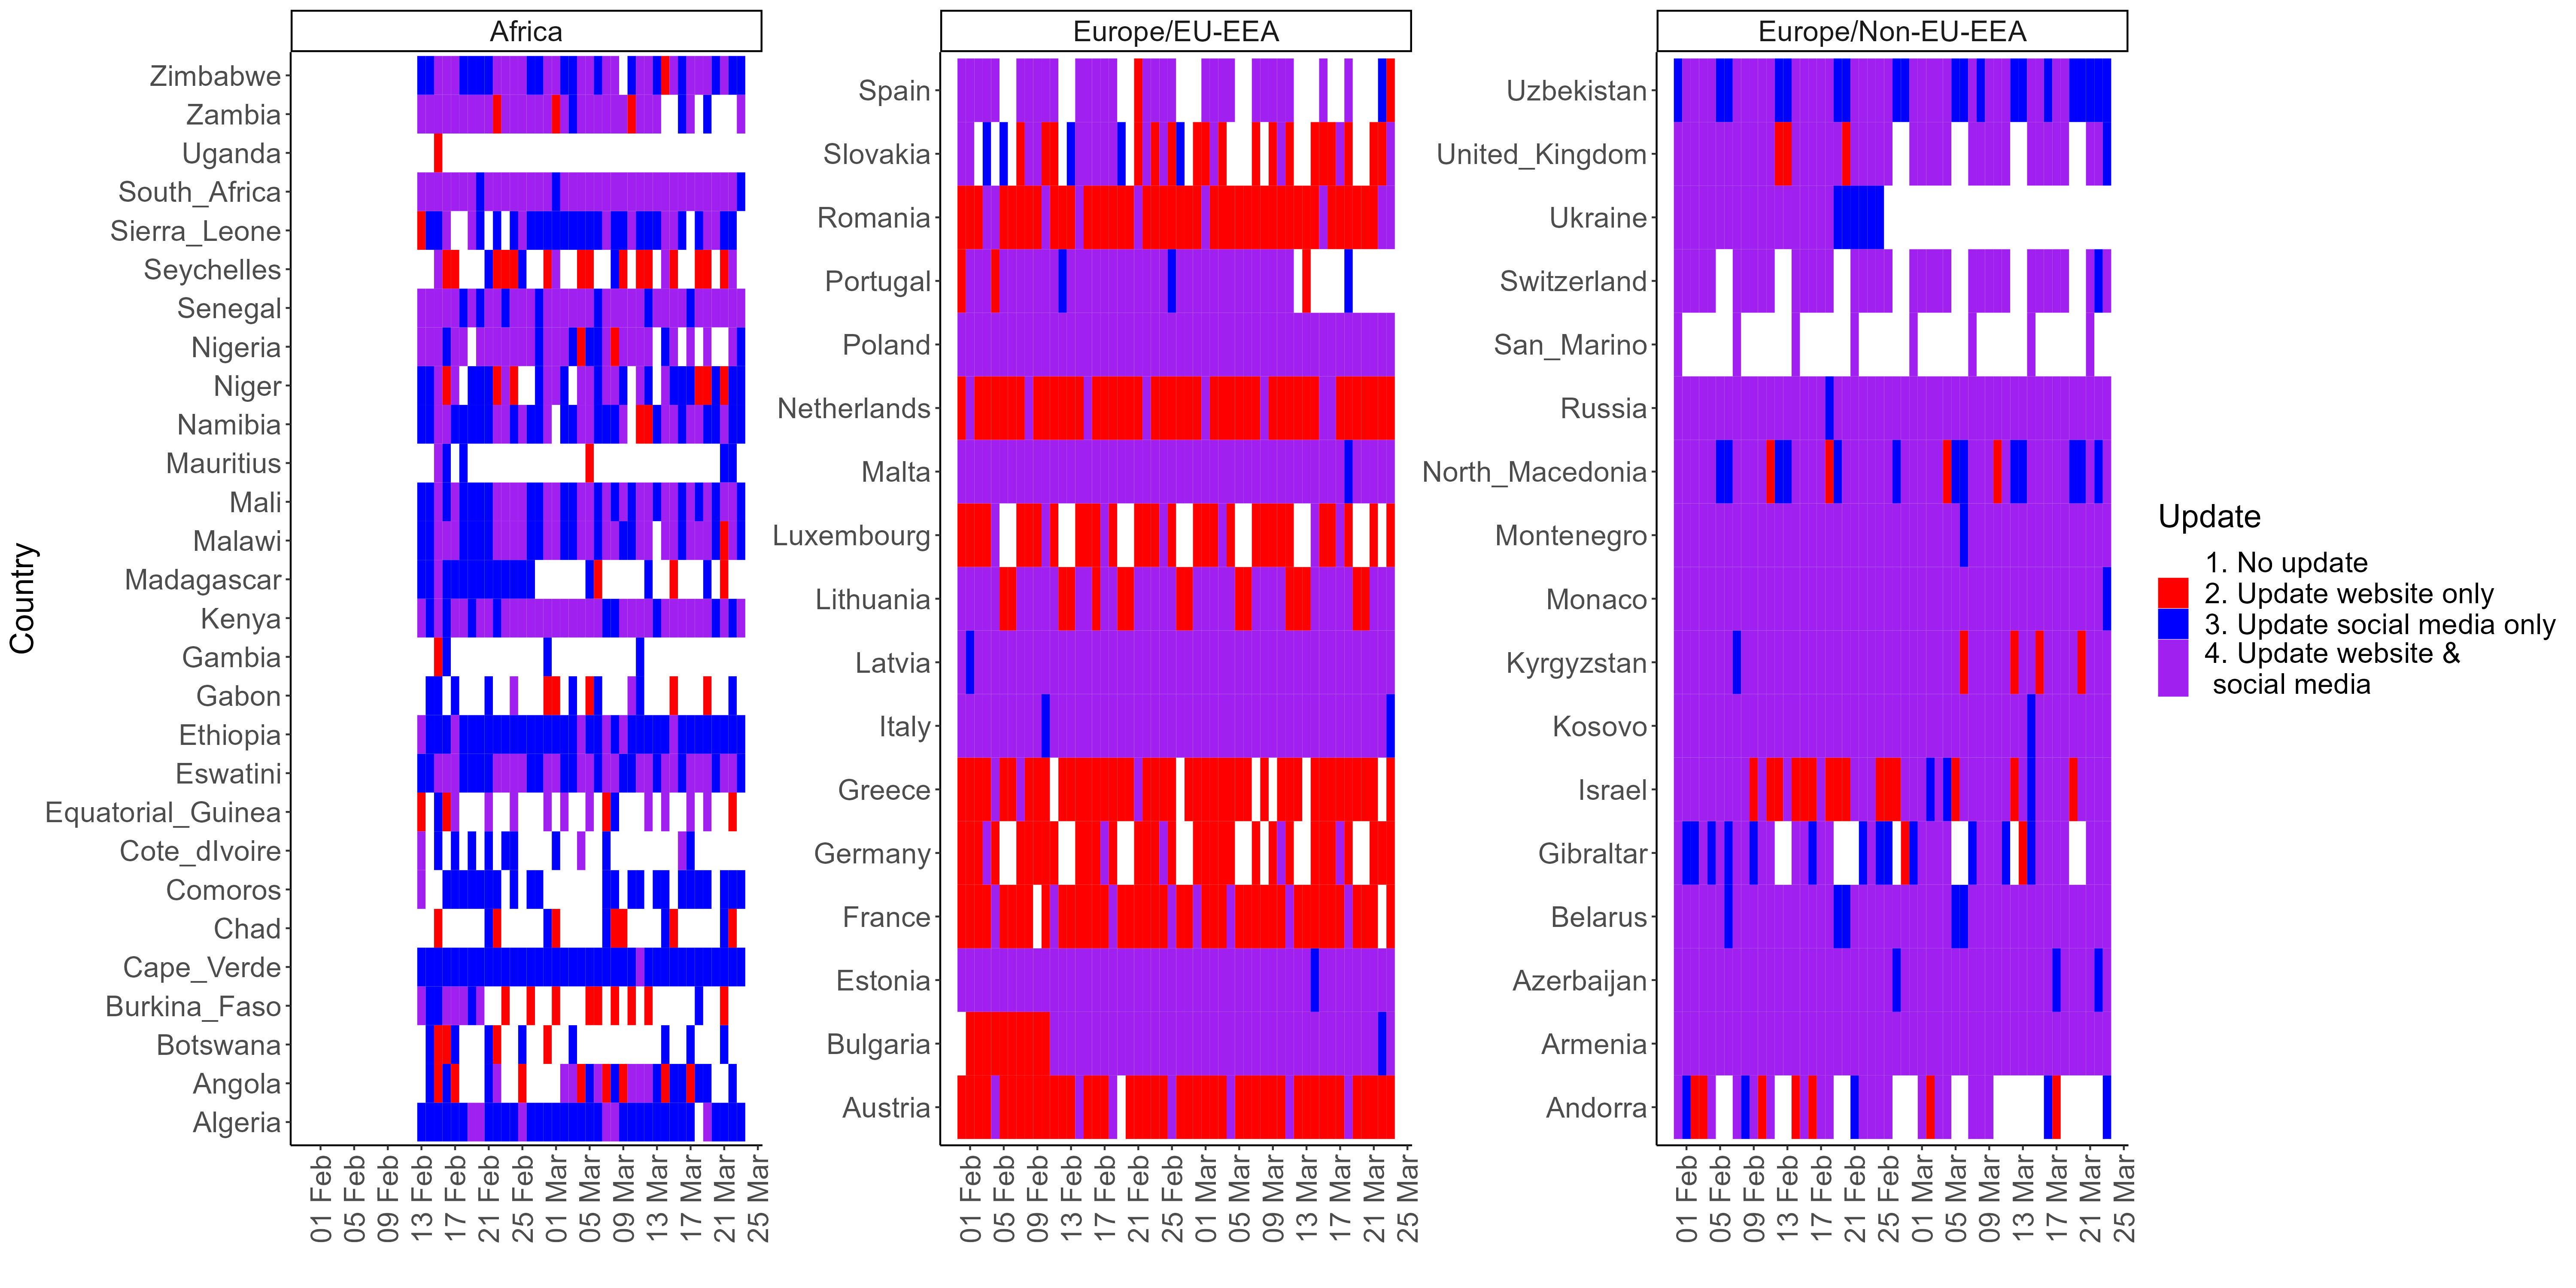 Africa
Europe/EU-EEA
Europe/Non-EU-EEA
Country
Zimbabwe
Zambia
Uganda
South_Africa
Sierra_Leone
Seychelles
Senegal
Nigeria
Niger
Namibia
Mauritius
Mali
Malawi
Madagascar
Kenya
Gambia
Gabon
Ethiopia
Eswatini
Equatorial_Guinea
Cote_dIvoire
Comoros
Chad
Cape_Verde
Burkina_Faso
Botswana
Angola
Algeria
01 Feb
05 Feb
09 Feb
13 Feb
17 Feb
21 Feb
25 Feb
01 Mar
05 Mar
09 Mar
13 Mar
17 Mar
21 Mar
25 Mar
Spain
Slovakia
Romania
Portugal
Poland
Netherlands
Malta
Luxembourg
Lithuania
Latvia
Italy
Greece
Germany
France
Estonia
Bulgaria
Austria
01 Feb
05 Feb
09 Feb
13 Feb
17 Feb
21 Feb
25 Feb
01 Mar
05 Mar
09 Mar
13 Mar
17 Mar
21 Mar
25 Mar
Uzbekistan
United_Kingdom
Ukraine
Switzerland
San_Marino
Russia
North_Macedonia
Montenegro
Monaco
Kyrgyzstan
Kosovo
Israel
Gibraltar
Belarus
Azerbaijan
Armenia
Andorra
01 Feb
05 Feb
09 Feb
13 Feb
17 Feb
21 Feb
25 Feb
01 Mar
05 Mar
09 Mar
13 Mar
17 Mar
21 Mar
25 Mar
Update
1. No update
2. Update website only
3. Update social media only
4. Update website &
social media